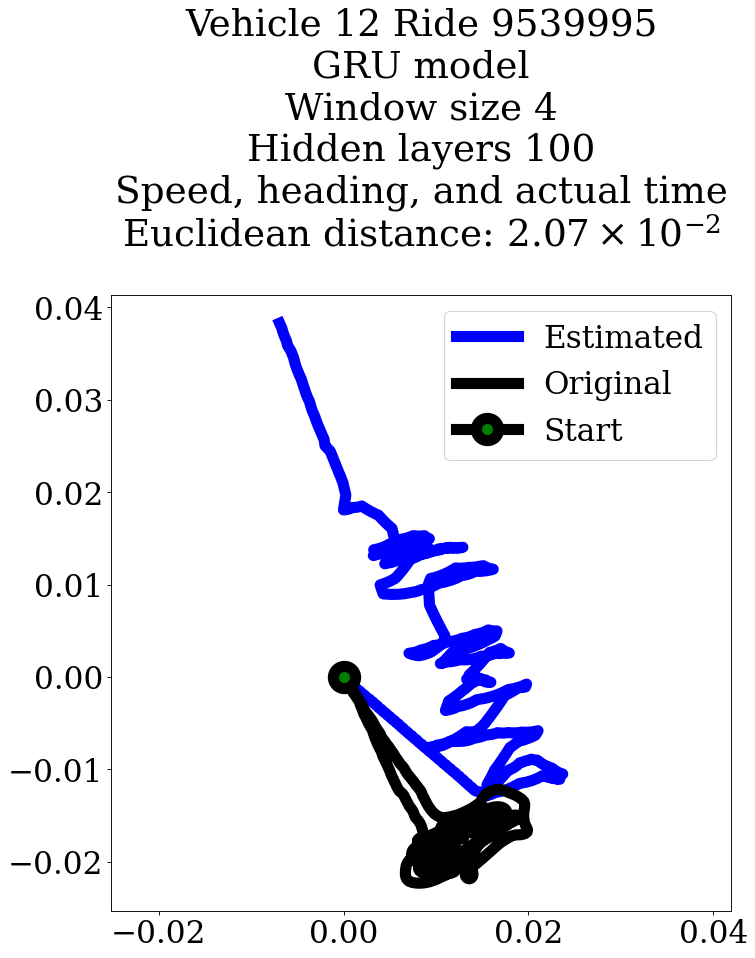 Vehicle 12 Ride 9539995
GRU model
Window size 4
Hidden layers 100
Speed, heading, and actual time
Euclidean distance: 2.07 × 10⁻²
Estimated
Original
Start
0.04
0.03
0.02
0.01
0.00
−0.01
−0.02
−0.02 0.00 0.02 0.04